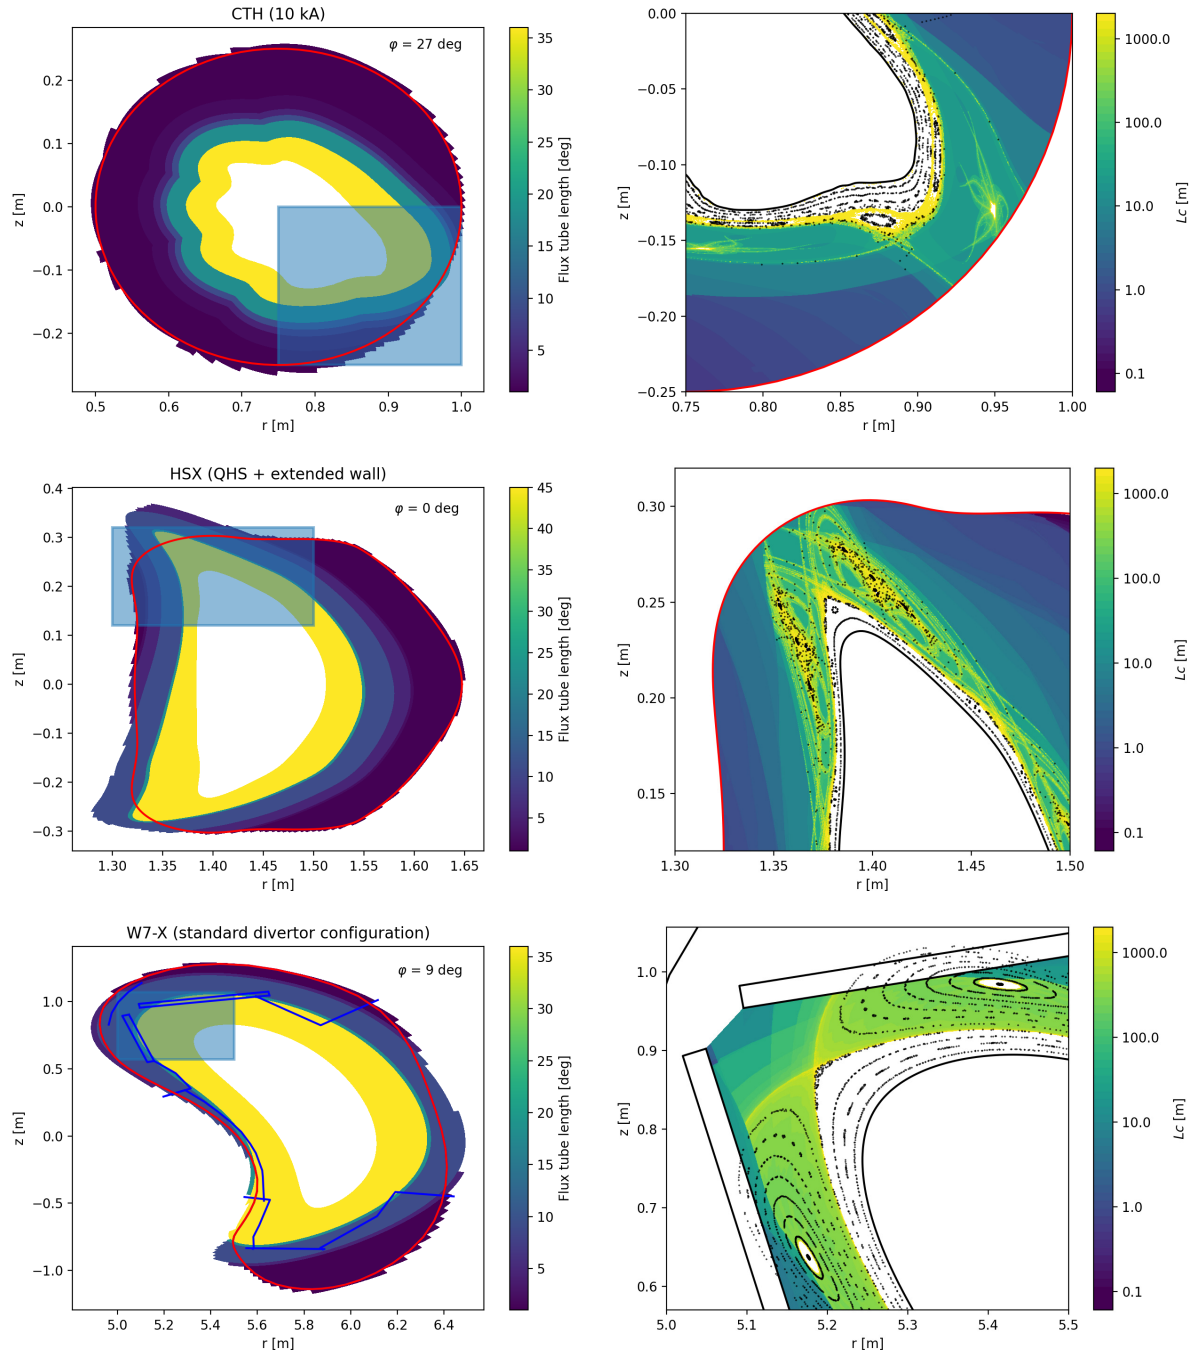 CTH (10 kA)
φ = 27 deg
0.2
0.1
0.0
−0.1
−0.2
z [m]
0.5 0.6 0.7 0.8 0.9 1.0
r [m]
35
30
25
20
15
10
5
Flux tube length [deg]
0.00
−0.05
−0.10
−0.15
−0.20
−0.25
z [m]
0.75 0.80 0.85 0.90 0.95 1.00
r [m]
1000.0
100.0
10.0
1.0
0.1
Lc [m]
HSX (QHS + extended wall)
φ = 0 deg
0.4
0.3
0.2
0.1
0.0
−0.1
−0.2
−0.3
z [m]
1.30 1.35 1.40 1.45 1.50 1.55 1.60 1.65
r [m]
45
40
35
30
25
20
15
10
5
Flux tube length [deg]
0.30
0.25
0.20
0.15
z [m]
1.30 1.35 1.40 1.45 1.50
r [m]
1000.0
100.0
10.0
1.0
0.1
Lc [m]
W7-X (standard divertor configuration)
φ = 9 deg
1.0
0.5
0.0
−0.5
−1.0
z [m]
5.0 5.2 5.4 5.6 5.8 6.0 6.2 6.4
r [m]
35
30
25
20
15
10
5
Flux tube length [deg]
1.0
0.9
0.8
0.7
0.6
z [m]
5.0 5.1 5.2 5.3 5.4 5.5
r [m]
1000.0
100.0
10.0
1.0
0.1
Lc [m]